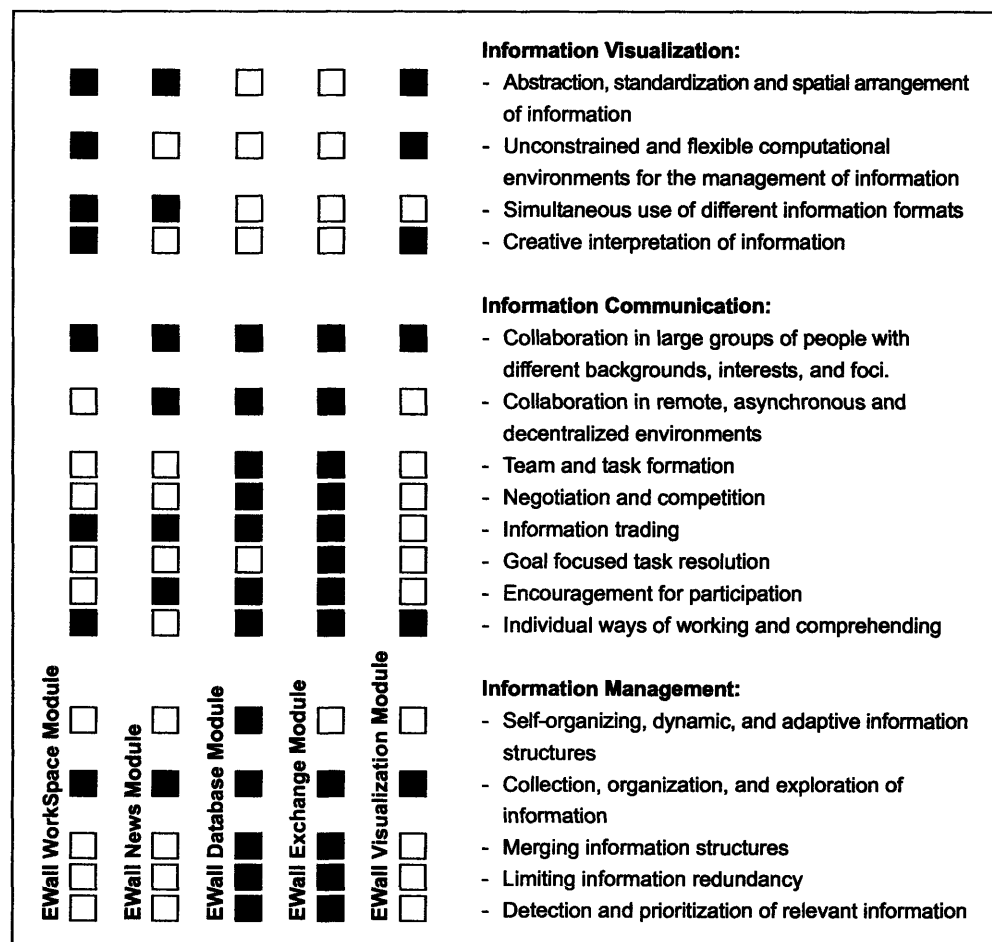 Information Visualization:
- Abstraction, standardization and spatial arrangement
of information
- Unconstrained and flexible computational
environments for the management of information
- Simultaneous use of different information formats
- Creative interpretation of information
Information Communication:
- Collaboration in large groups of people with
different backgrounds, interests, and foci.
- Collaboration in remote, asynchronous and
decentralized environments
- Team and task formation
- Negotiation and competition
- Information trading
- Goal focused task resolution
- Encouragement for participation
- Individual ways of working and comprehending
Information Management:
- Self-organizing, dynamic, and adaptive information
structures
- Collection, organization, and exploration of
information
- Merging information structures
- Limiting information redundancy
- Detection and prioritization of relevant information
EWall WorkSpace Module
EWall News Module
EWall Database Module
EWall Exchange Module
EWall Visualization Module